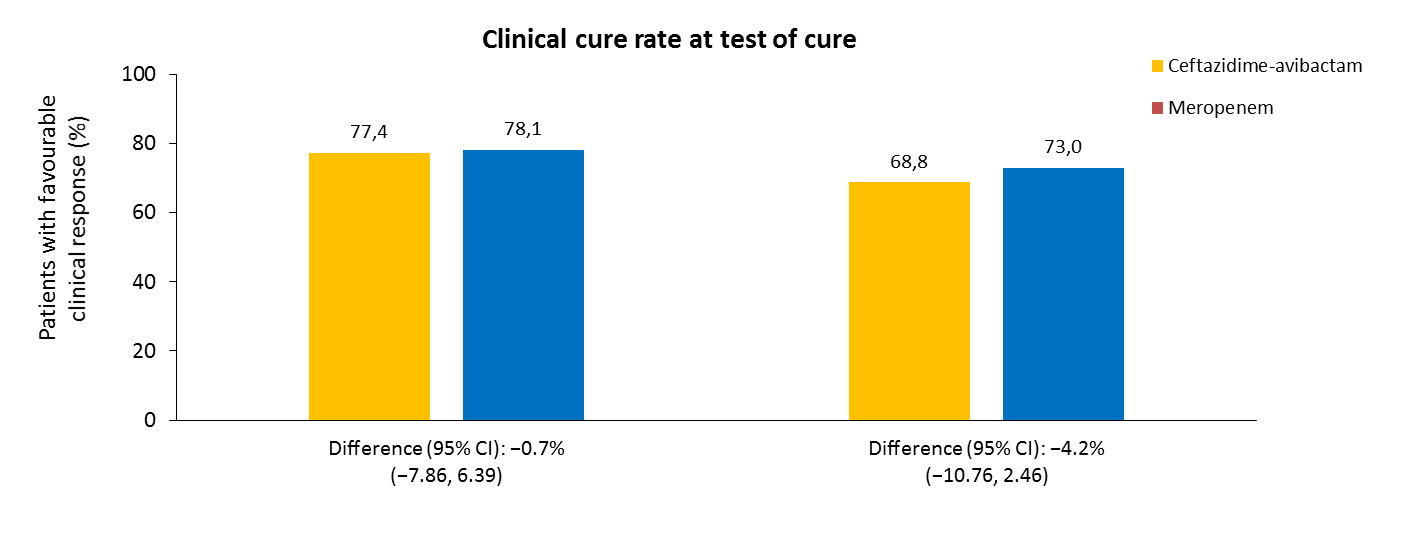 Clinical cure rate at test of cure
Ceftazidime-avibactam
Meropenem
Patients with favourable
clinical response (%)
100
80
60
40
20
0
77,4
78,1
68,8
73,0
Difference (95% CI): −0.7%
(−7.86, 6.39)
Difference (95% CI): −4.2%
(−10.76, 2.46)